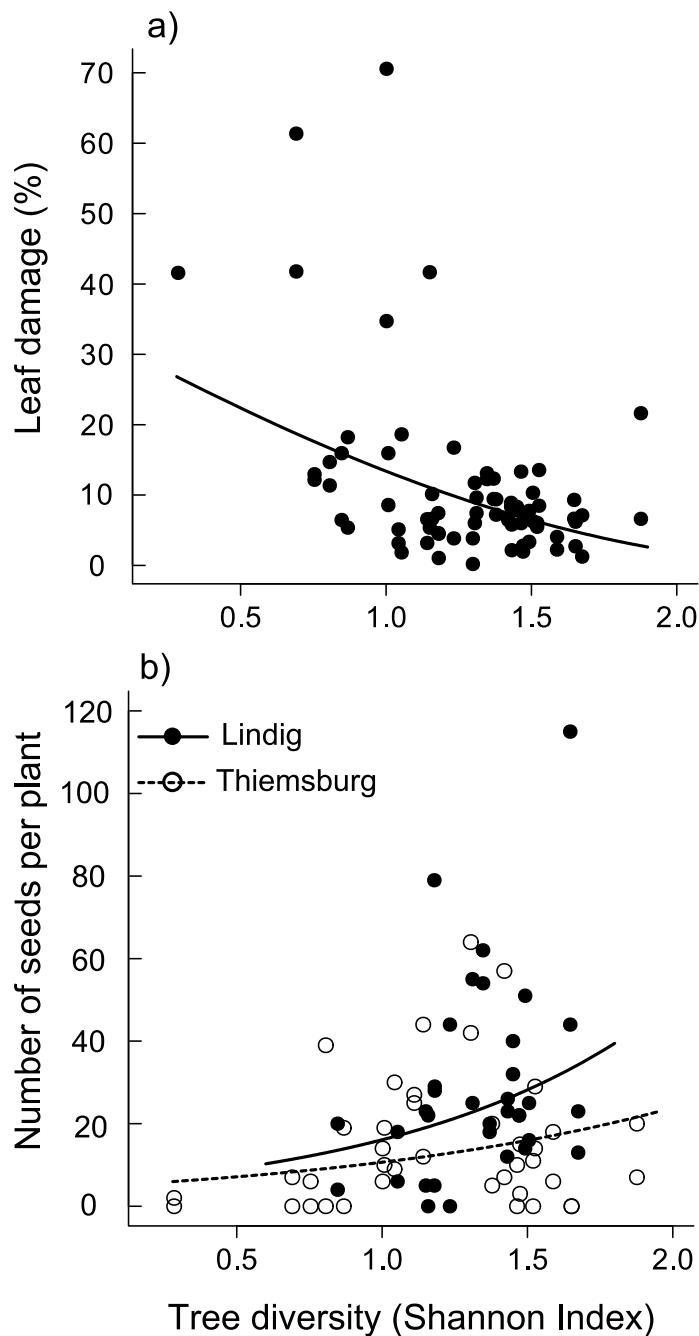 a)
70
60
50
40
30
20
10
0
Leaf damage (%)
0.5 1.0 1.5 2.0
b)
120
100
80
60
40
20
0
Number of seeds per plant
Lindig
Thiemsburg
0.5 1.0 1.5 2.0
Tree diversity (Shannon Index)